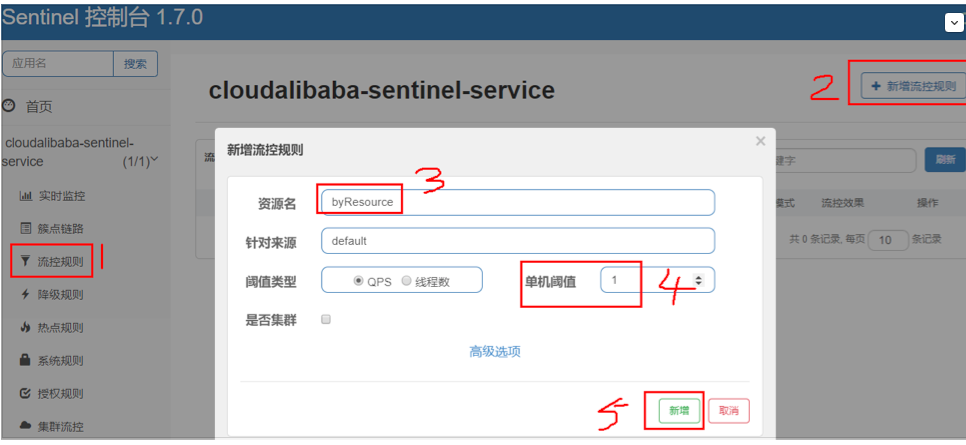 Sentinel 控制台 1.7.0
应用名 搜索
首页
cloudalibaba-sentinel-service (1/1)
实时监控
簇点链路
流控规则 1
降级规则
热点规则
系统规则
授权规则
集群流控
cloudalibaba-sentinel-service
2 + 新增流控规则
流
键字 刷新
模式 流控效果 操作
共 0 条记录, 每页 10 条记录
新增流控规则 ×
3
资源名 byResource
针对来源 default
阈值类型 QPS 线程数 单机阈值 1 4
是否集群
高级选项
5 新增 取消